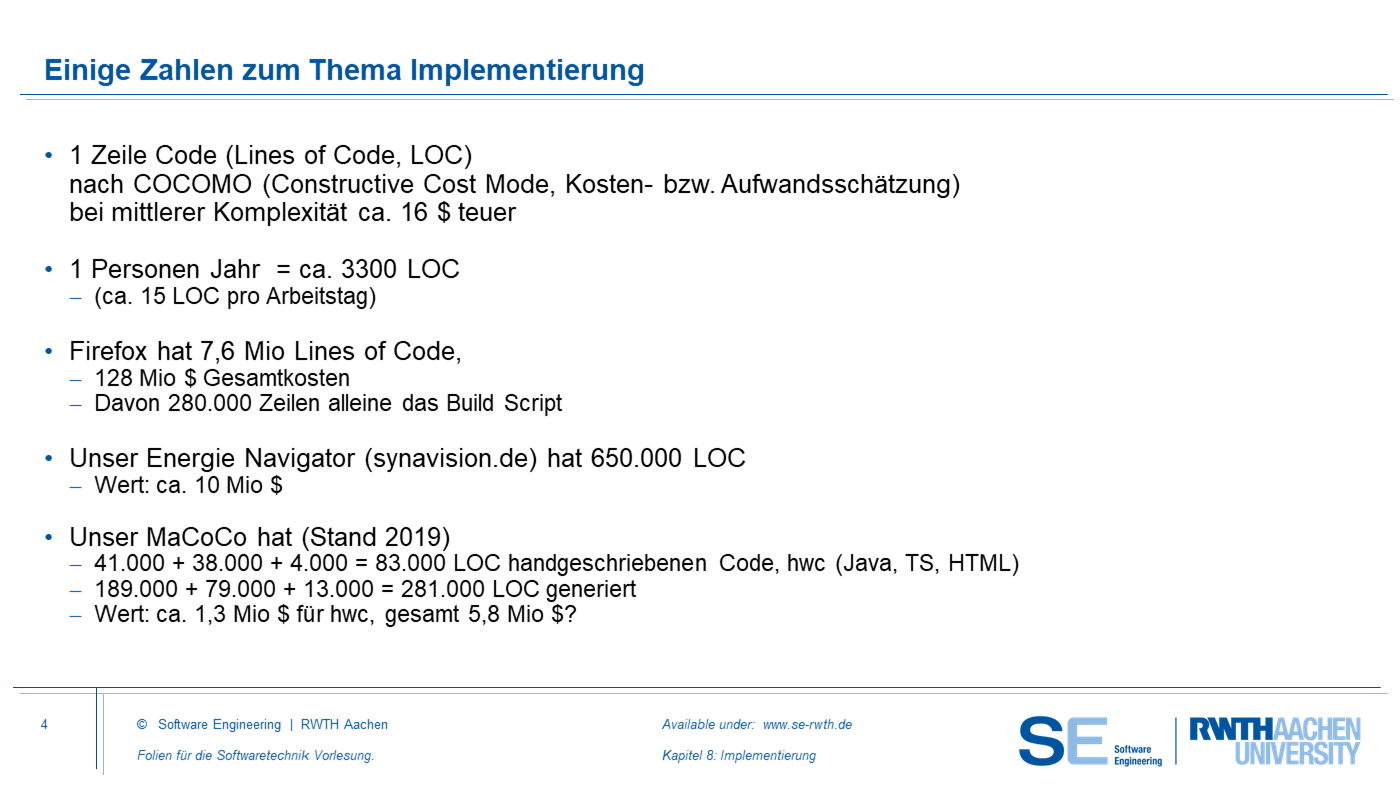 Einige Zahlen zum Thema Implementierung
• 1 Zeile Code (Lines of Code, LOC)
nach COCOMO (Constructive Cost Mode, Kosten- bzw. Aufwandsschätzung)
bei mittlerer Komplexität ca. 16 $ teuer
• 1 Personen Jahr = ca. 3300 LOC
– (ca. 15 LOC pro Arbeitstag)
• Firefox hat 7,6 Mio Lines of Code,
– 128 Mio $ Gesamtkosten
– Davon 280.000 Zeilen alleine das Build Script
• Unser Energie Navigator (synavision.de) hat 650.000 LOC
– Wert: ca. 10 Mio $
• Unser MaCoCo hat (Stand 2019)
– 41.000 + 38.000 + 4.000 = 83.000 LOC handgeschriebenen Code, hwc (Java, TS, HTML)
– 189.000 + 79.000 + 13.000 = 281.000 LOC generiert
– Wert: ca. 1,3 Mio $ für hwc, gesamt 5,8 Mio $?
4
© Software Engineering | RWTH Aachen
Folien für die Softwaretechnik Vorlesung.
Available under: www.se-rwth.de
Kapitel 8: Implementierung
SE Software
Engineering
RWTHAACHEN
UNIVERSITY